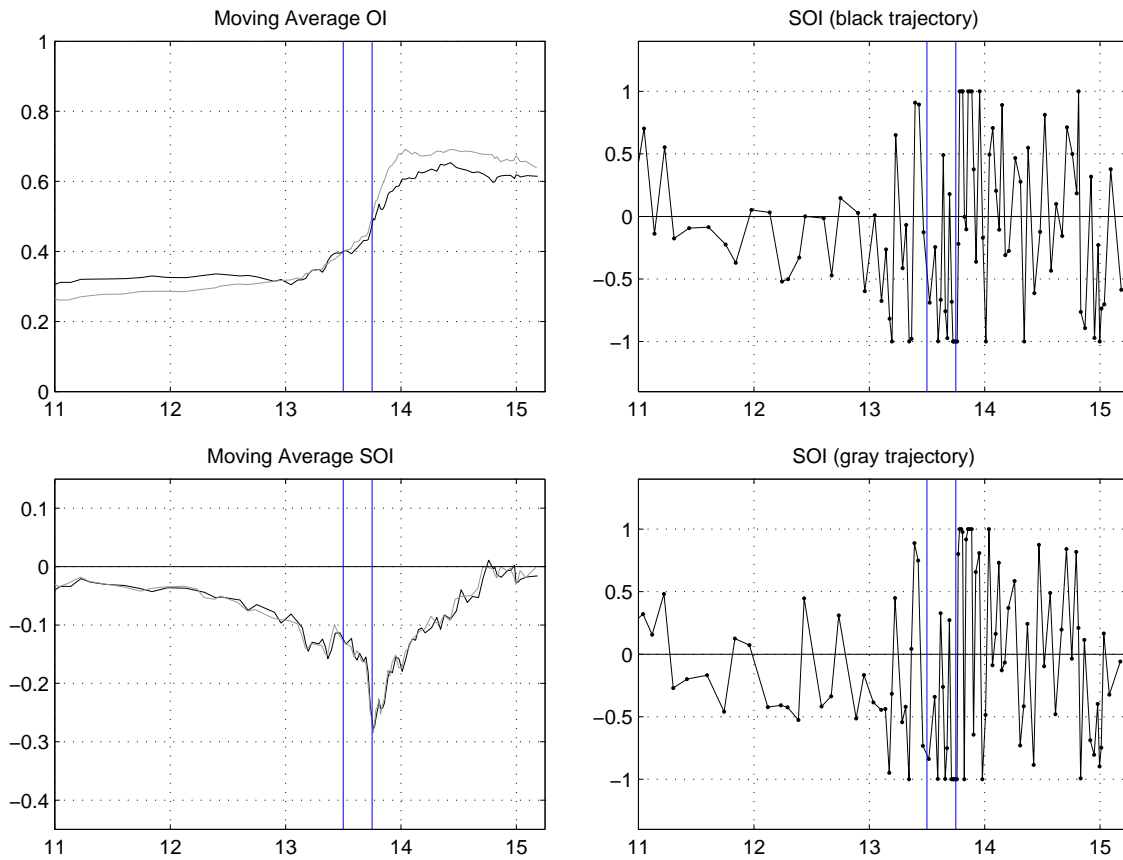 Moving Average OI
1
0.8
0.6
0.4
0.2
0
11 12 13 14 15
SOI (black trajectory)
1
0.5
0
−0.5
−1
11 12 13 14 15
Moving Average SOI
0.1
0
−0.1
−0.2
−0.3
−0.4
11 12 13 14 15
SOI (gray trajectory)
1
0.5
0
−0.5
−1
11 12 13 14 15